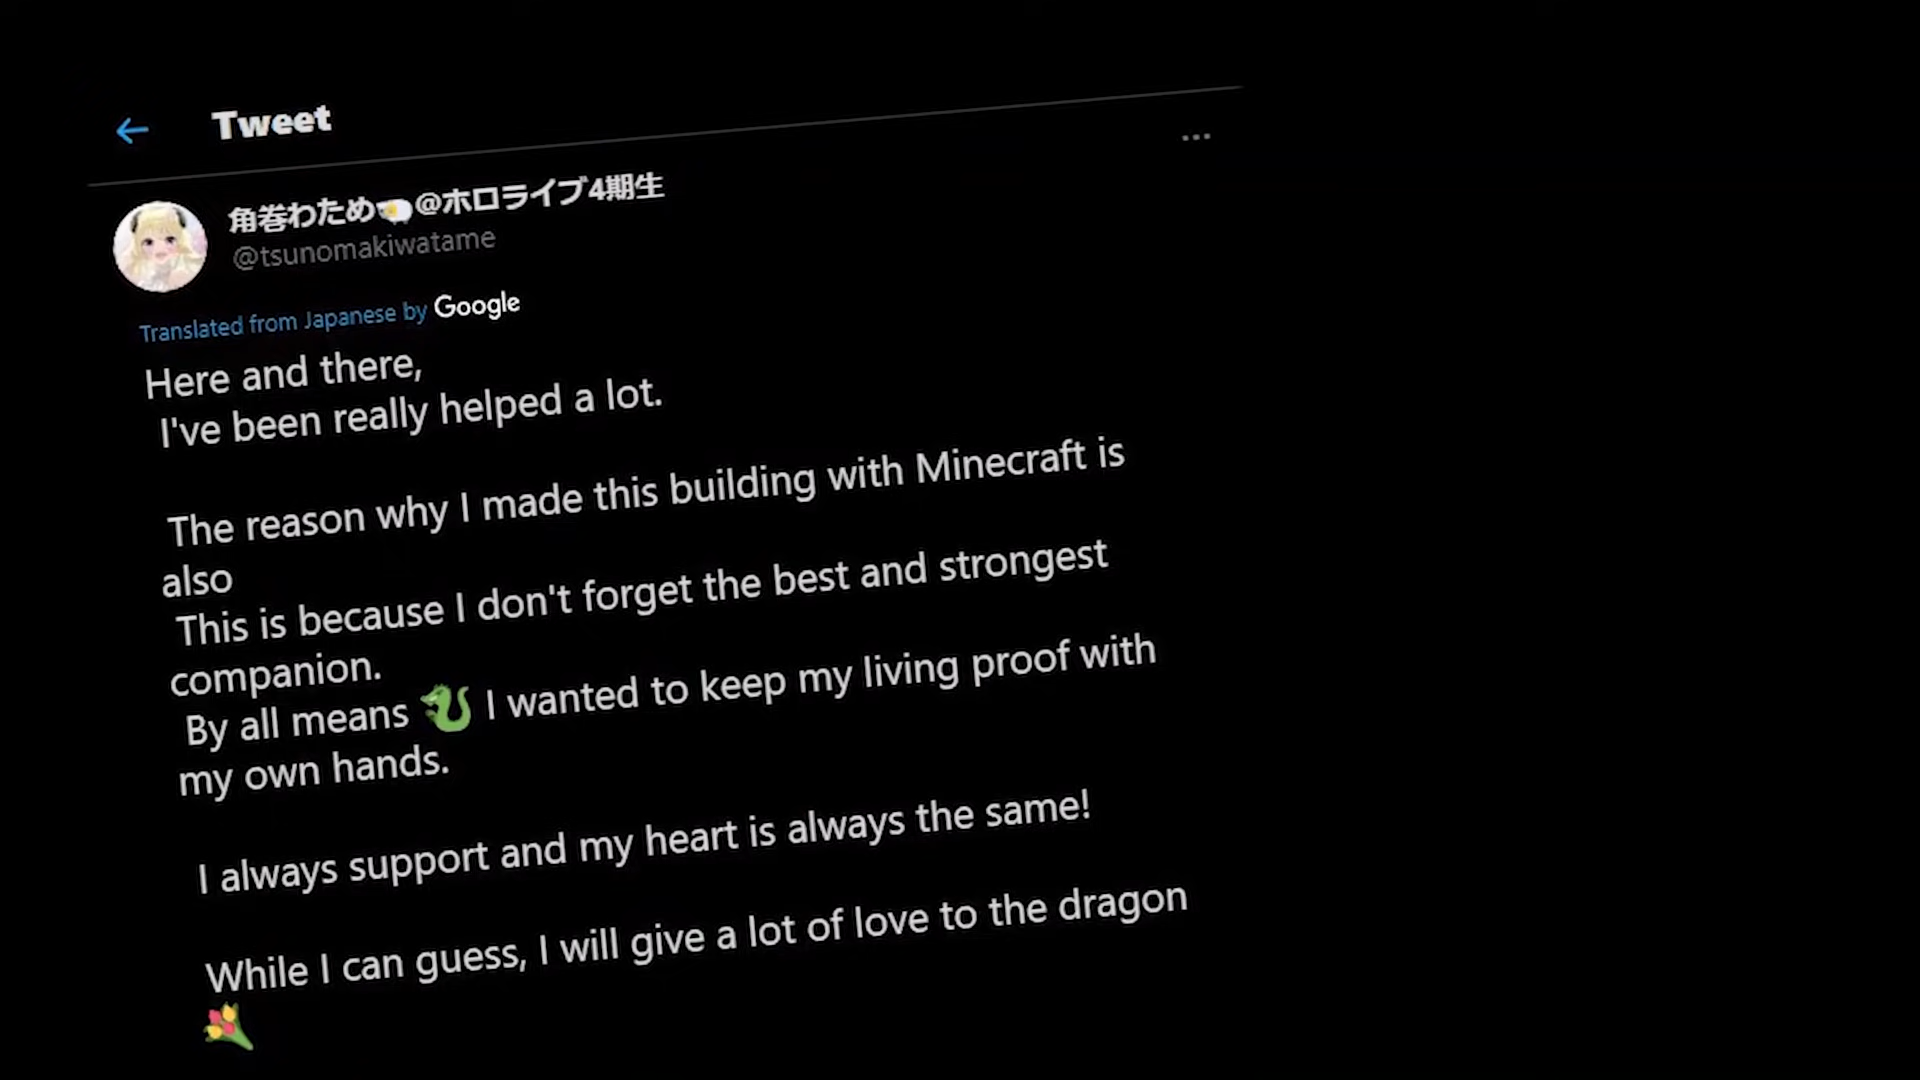 Tweet
角巻わため🐏@ホロライブ4期生
@tsunomakiwatame
Translated from Japanese by Google
Here and there,
I've been really helped a lot.
The reason why I made this building with Minecraft is
also
This is because I don't forget the best and strongest
companion.
By all means 🐉 I wanted to keep my living proof with
my own hands.
I always support and my heart is always the same!
While I can guess, I will give a lot of love to the dragon
💐